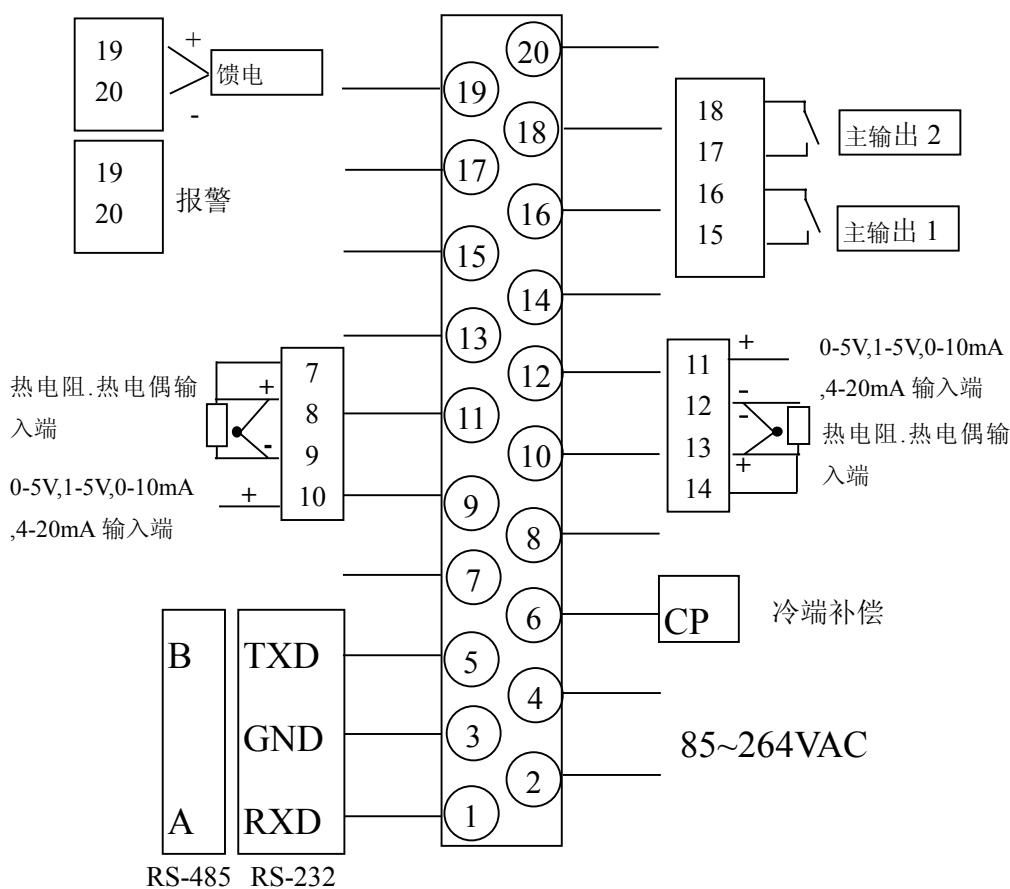 19
20
+
-
馈电
19
20
报警
20
19
18
17
16
15
14
13
12
11
10
9
8
7
6
5
4
3
2
1
18
17
16
15
主输出 2
主输出 1
热电阻.热电偶输
入端
0-5V,1-5V,0-10mA
,4-20mA 输入端
+
-
+
7
8
9
10
11
12
13
14
+
-
-
+
0-5V,1-5V,0-10mA
,4-20mA 输入端
热电阻.热电偶输
入端
CP
冷端补偿
85~264VAC
B
A
TXD
GND
RXD
RS-485 RS-232